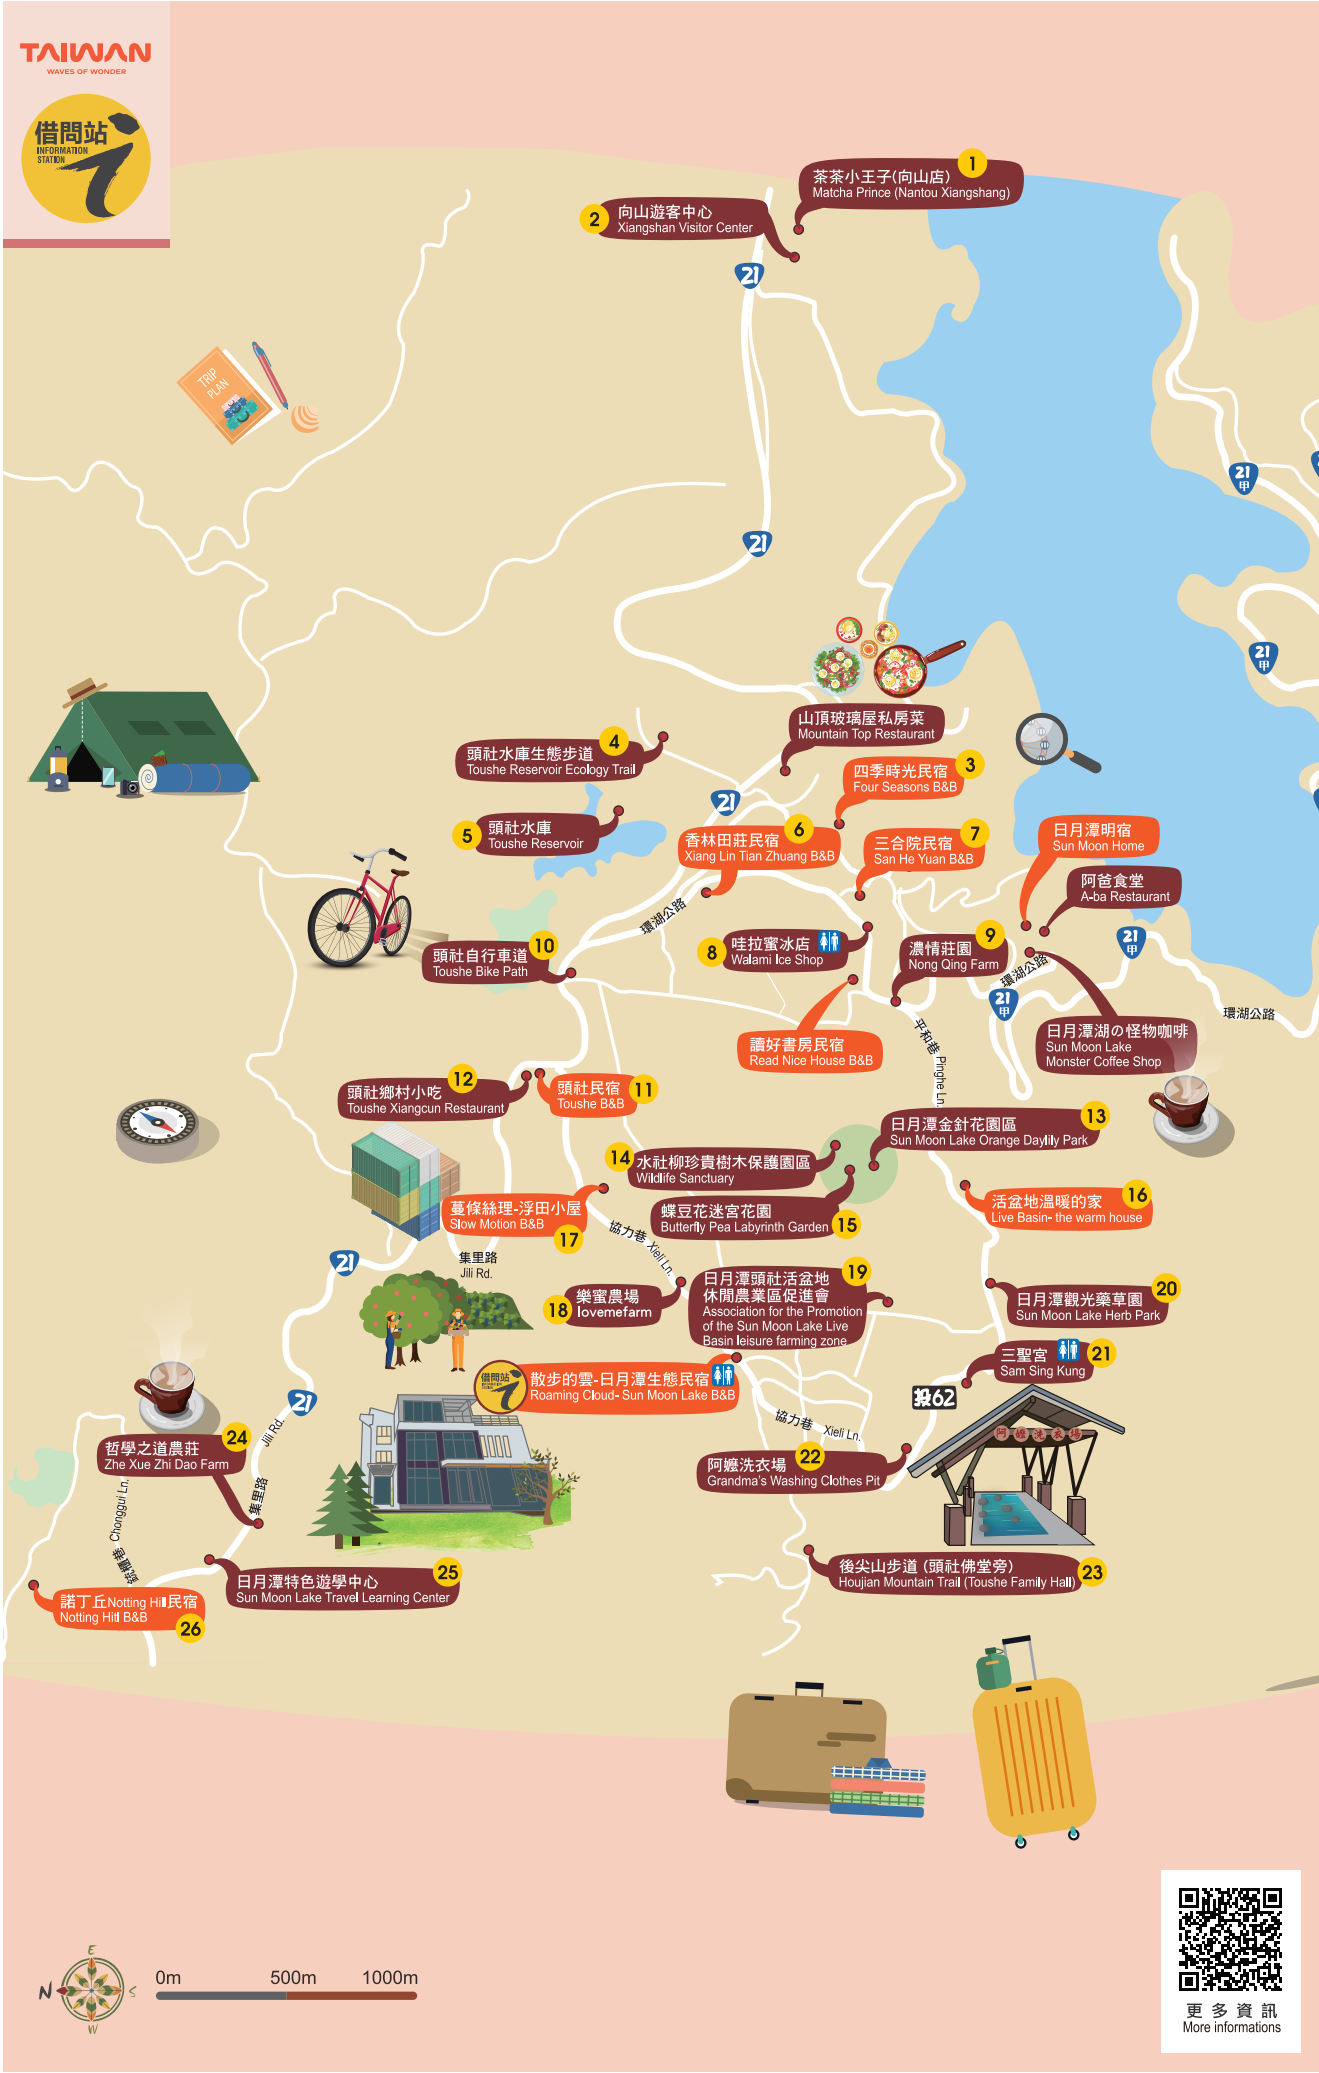 TAIWAN
WAVES OF WONDER
借問站
INFORMATION
STATION
TRIP
PLAN
1
茶茶小王子(向山店)
Matcha Prince (Nantou Xiangshang)
2
向山遊客中心
Xiangshan Visitor Center
21
21
甲
21
21
甲
山頂玻璃屋私房菜
Mountain Top Restaurant
4
頭社水庫生態步道
Toushe Reservoir Ecology Trail
3
四季時光民宿
Four Seasons B&B
21
5
頭社水庫
Toushe Reservoir
6
香林田莊民宿
Xiang Lin Tian Zhuang B&B
7
三合院民宿
San He Yuan B&B
日月潭明宿
Sun Moon Home
阿爸食堂
A-ba Restaurant
環湖公路
10
頭社自行車道
Toushe Bike Path
8
哇拉蜜冰店
Walami Ice Shop
9
濃情莊園
Nong Qing Farm
環湖公路
21
甲
21
甲
環湖公路
讀好書房民宿
Read Nice House B&B
平和巷 Pinghe Ln.
日月潭湖の怪物咖啡
Sun Moon Lake
Monster Coffee Shop
12
頭社鄉村小吃
Toushe Xiangcun Restaurant
11
頭社民宿
Toushe B&B
13
日月潭金針花園區
Sun Moon Lake Orange Daylily Park
14
水社柳珍貴樹木保護園區
Wildlife Sanctuary
蔓條絲理-浮田小屋
Slow Motion B&B
17
蝶豆花迷宮花園
Butterfly Pea Labyrinth Garden
15
16
活盆地溫暖的家
Live Basin- the warm house
協力巷 Xieli Ln.
21
集里路
Jili Rd.
18
樂蜜農場
lovemefarm
19
日月潭頭社活盆地
休閒農業區促進會
Association for the Promotion
of the Sun Moon Lake Live
Basin leisure farming zone
20
日月潭觀光藥草園
Sun Moon Lake Herb Park
借問站
散步的雲-日月潭生態民宿
Roaming Cloud- Sun Moon Lake B&B
三聖宮
Sam Sing Kung
21
21
投62
協力巷 Xieli Ln.
阿嬤洗衣場
24
哲學之道農莊
Zhe Xue Zhi Dao Farm
集里路 Jili Rd.
22
阿嬤洗衣場
Grandma's Washing Clothes Pit
銃櫃巷 Chonggui Ln.
25
日月潭特色遊學中心
Sun Moon Lake Travel Learning Center
後尖山步道 (頭社佛堂旁)
Houjian Mountain Trail (Toushe Family Hall)
23
諾丁丘Notting Hill民宿
Notting Hitl B&B
26
E
N
S
W
0m 500m 1000m
更多資訊
More informations